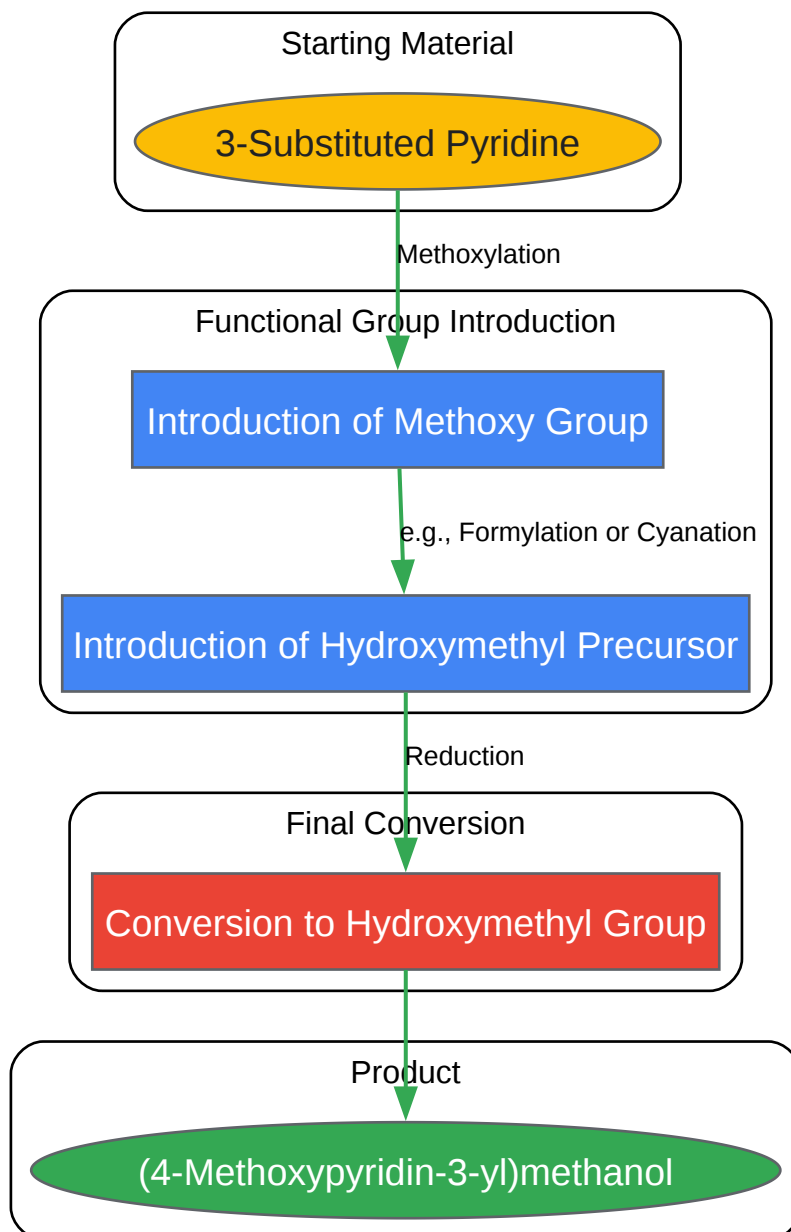 Starting Material
3-Substituted Pyridine
Methoxylation
Functional Group Introduction
Introduction of Methoxy Group
e.g., Formylation or Cyanation
Introduction of Hydroxymethyl Precursor
Reduction
Final Conversion
Conversion to Hydroxymethyl Group
Product
(4-Methoxypyridin-3-yl)methanol